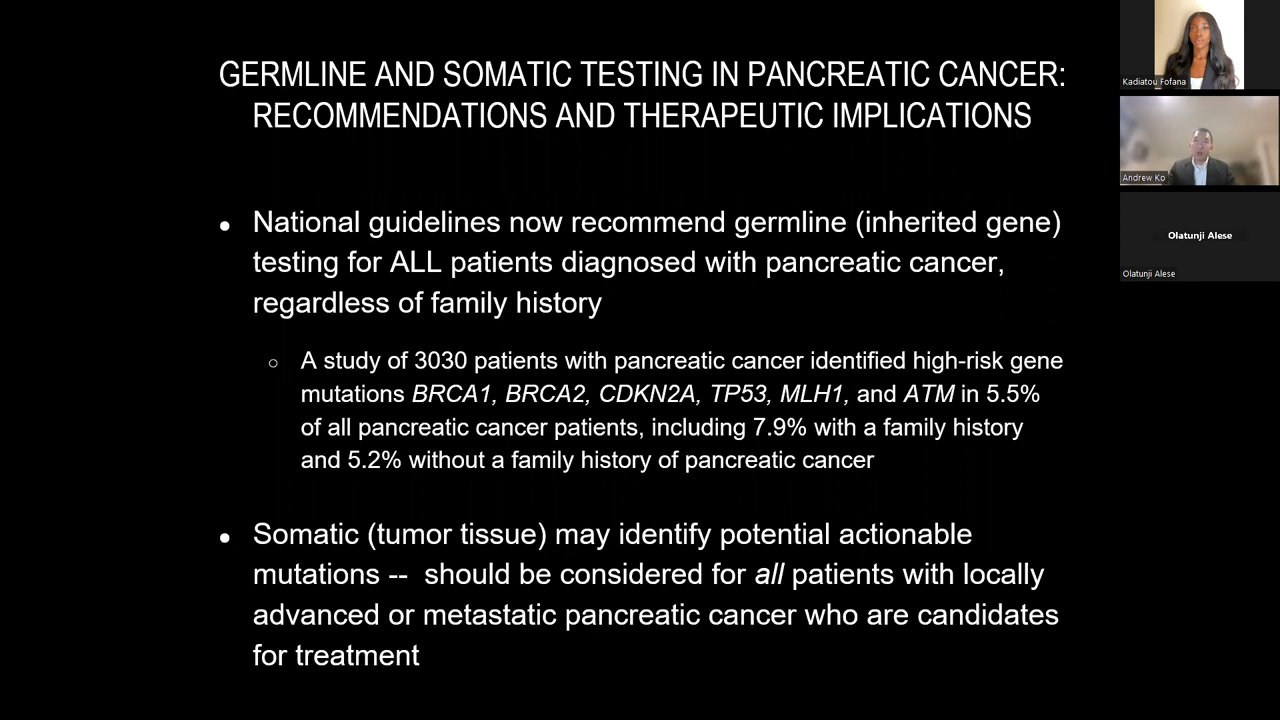 GERMLINE AND SOMATIC TESTING IN PANCREATIC CANCER:
RECOMMENDATIONS AND THERAPEUTIC IMPLICATIONS
● National guidelines now recommend germline (inherited gene)
testing for ALL patients diagnosed with pancreatic cancer,
regardless of family history
○ A study of 3030 patients with pancreatic cancer identified high-risk gene
mutations BRCA1, BRCA2, CDKN2A, TP53, MLH1, and ATM in 5.5%
of all pancreatic cancer patients, including 7.9% with a family history
and 5.2% without a family history of pancreatic cancer
● Somatic (tumor tissue) may identify potential actionable
mutations -- should be considered for all patients with locally
advanced or metastatic pancreatic cancer who are candidates
for treatment
Kadiatou Fofana
Andrew Ko
Olatunji Alese
Olatunji Alese